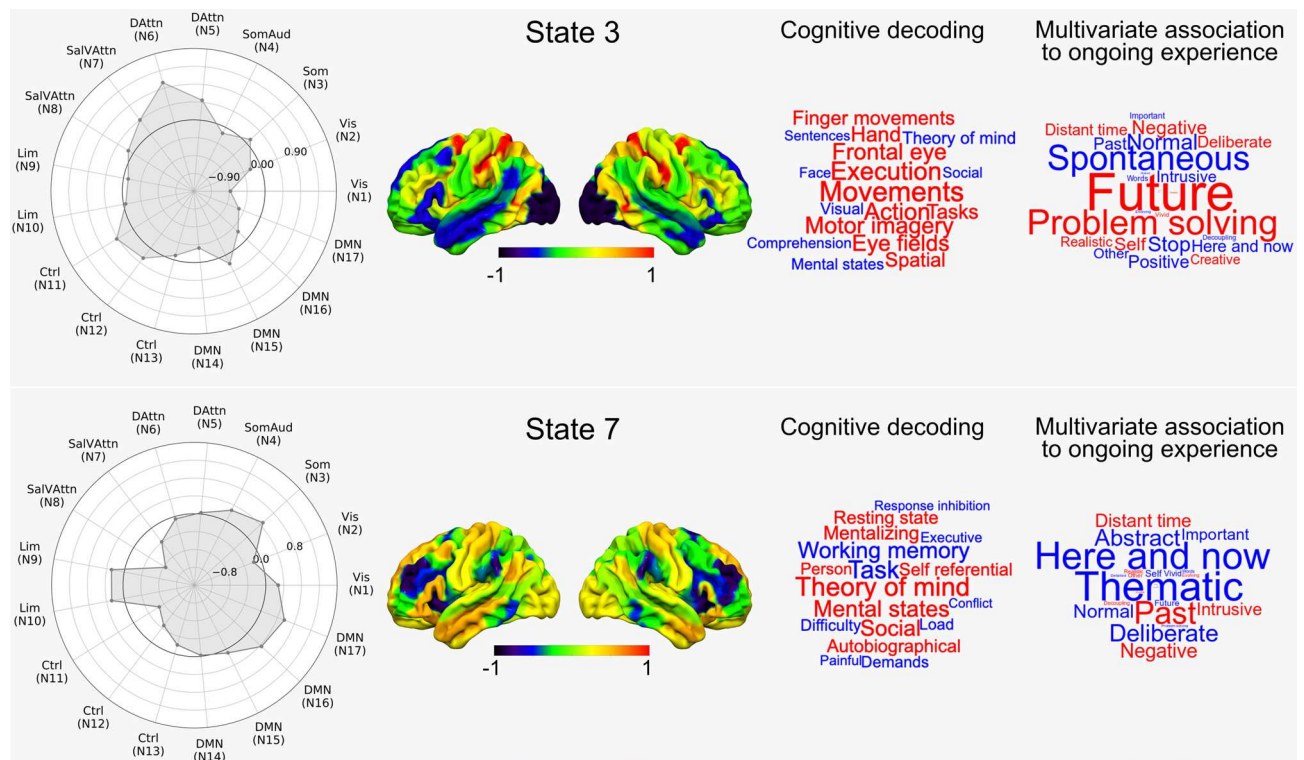 DAttn
(N5)
DAttn
(N6)
SomAud
(N4)
SalVAttn
(N7)
Som
(N3)
SalVAttn
(N8)
Vis
(N2)
0.90
0.00
−0.90
Lim
(N9)
Vis
(N1)
Lim
(N10)
DMN
(N17)
Ctrl
(N11)
DMN
(N16)
Ctrl
(N12)
DMN
(N15)
Ctrl
(N13)
DMN
(N14)
State 3
-1
1
Cognitive decoding
Finger movements
Sentences Hand Theory of mind
Frontal eye
Face Execution Social
Movements
Visual Action Tasks
Motor imagery
Comprehension Eye fields
Mental states Spatial
Multivariate association
to ongoing experience
Important
Distant time Negative
Past Normal Deliberate
Spontaneous
Words Intrusive
Future
Vivid
Problem solving
Decoupling
Realistic Self Stop Here and now
Other Positive Creative
DAttn
(N5)
DAttn
(N6)
SomAud
(N4)
SalVAttn
(N7)
Som
(N3)
SalVAttn
(N8)
Vis
(N2)
0.8
0.0
−0.8
Lim
(N9)
Vis
(N1)
Lim
(N10)
DMN
(N17)
Ctrl
(N11)
DMN
(N16)
Ctrl
(N12)
DMN
(N15)
Ctrl
(N13)
DMN
(N14)
State 7
-1
1
Cognitive decoding
Response inhibition
Resting state
Mentalizing Executive
Working memory
Person Task Self referential
Theory of mind
Mental states Conflict
Difficulty Social Load
Autobiographical
Painful Demands
Multivariate association
to ongoing experience
Distant time
Abstract Important
Here and now
Self Vivid
Thematic
Decoupling Future
Normal Past Intrusive
Deliberate
Negative